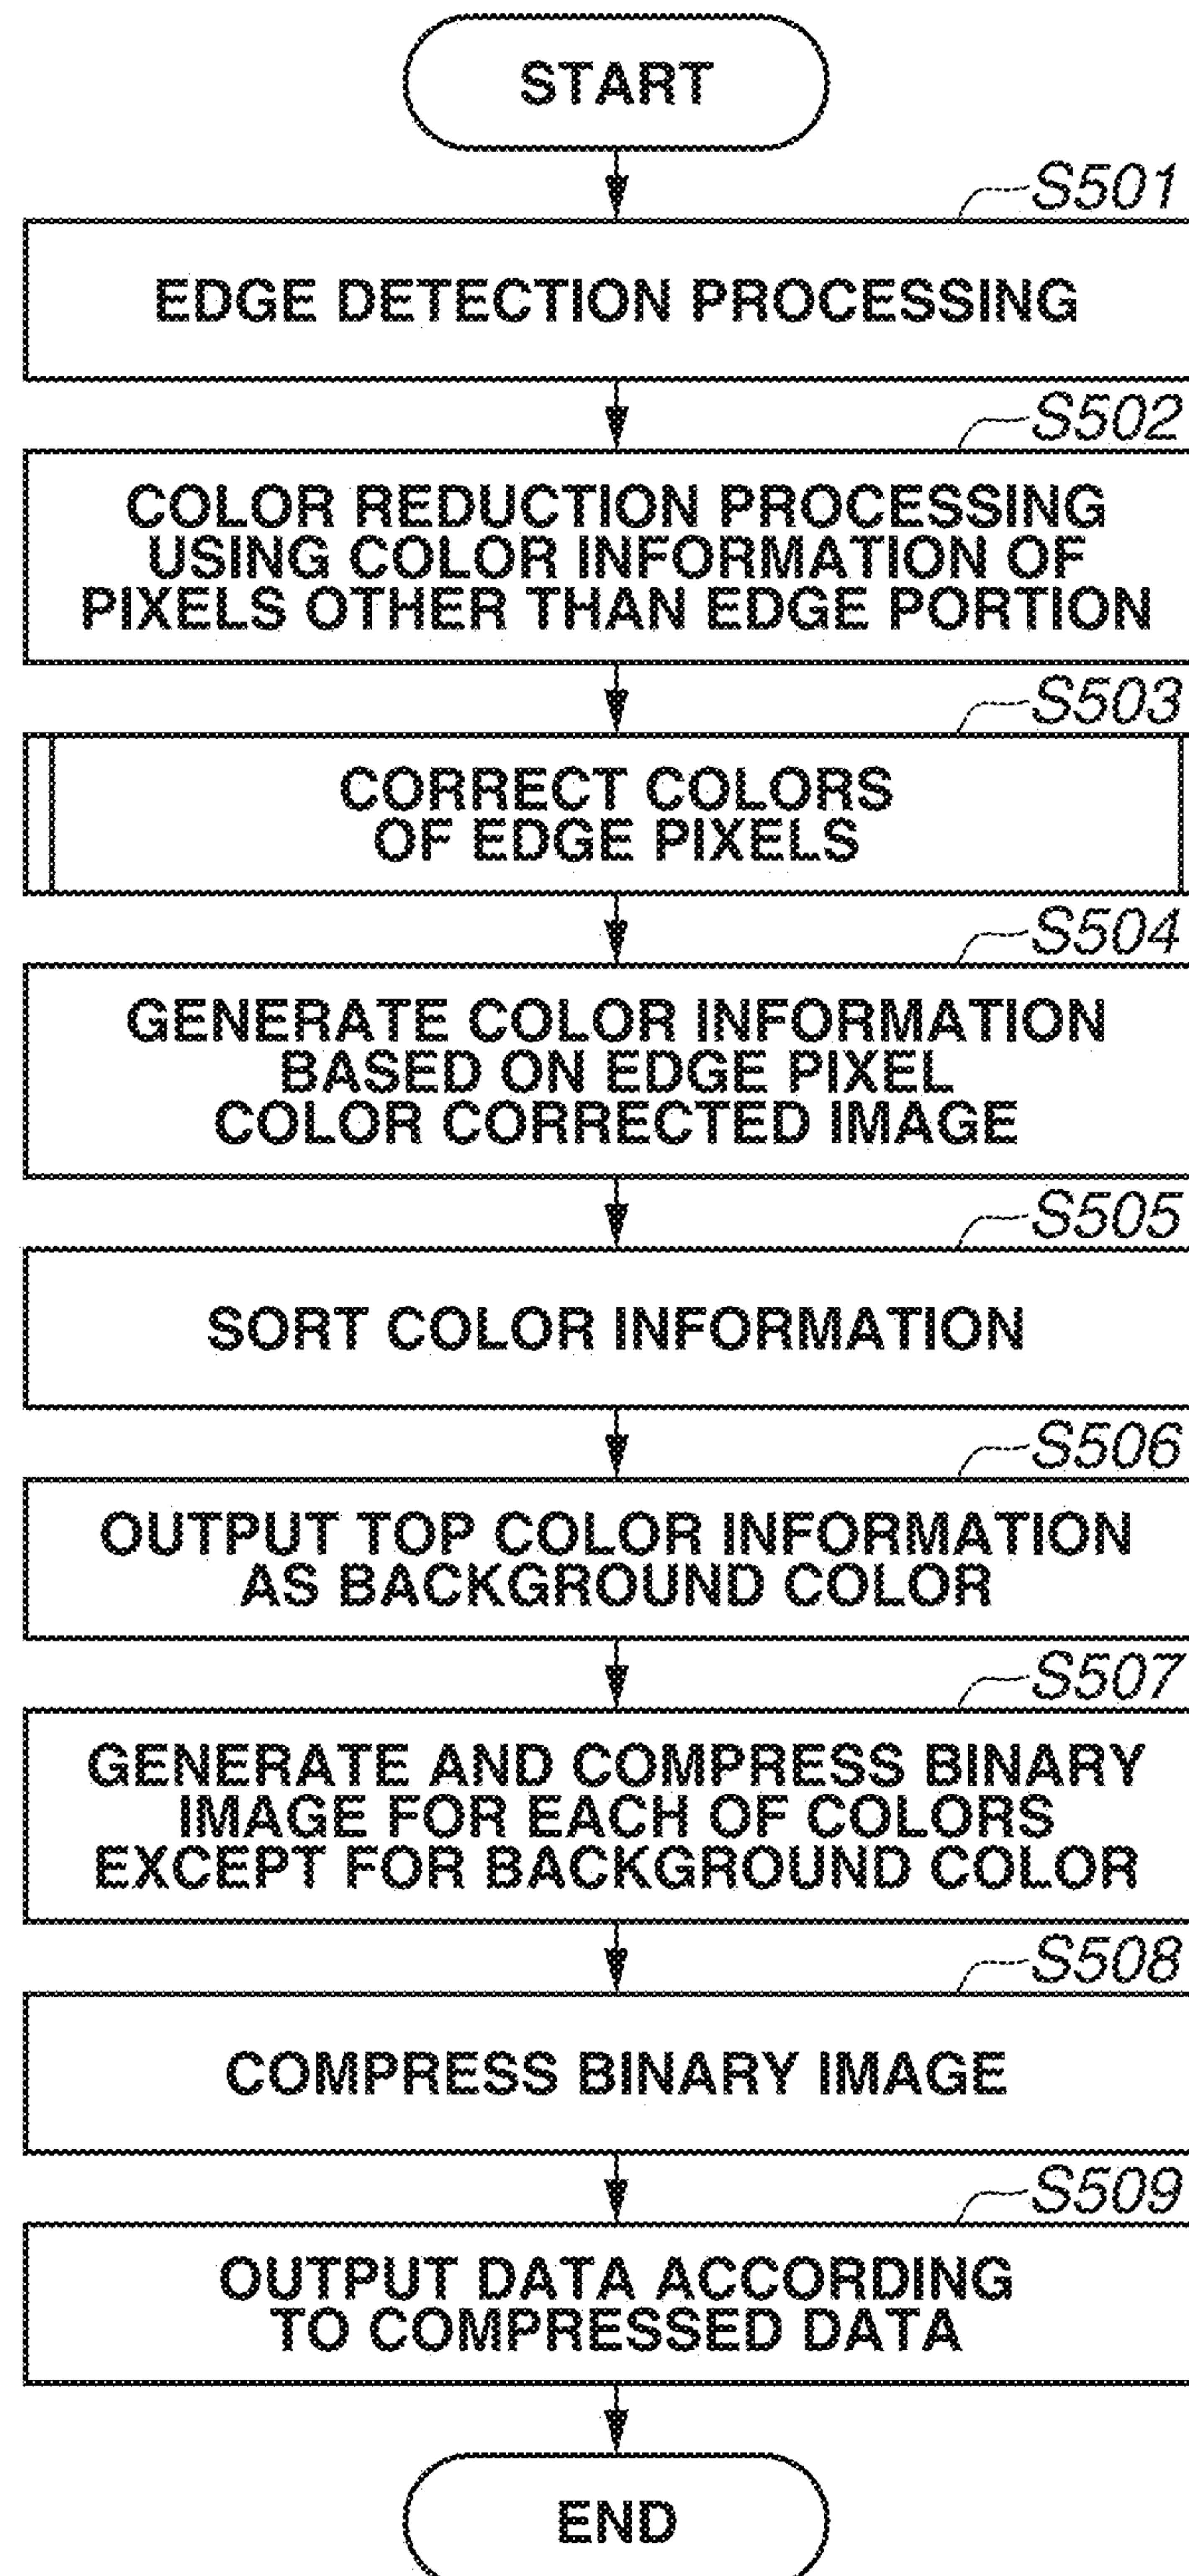 START
S501
EDGE DETECTION PROCESSING
S502
COLOR REDUCTION PROCESSING
USING COLOR INFORMATION OF
PIXELS OTHER THAN EDGE PORTION
S503
CORRECT COLORS
OF EDGE PIXELS
S504
GENERATE COLOR INFORMATION
BASED ON EDGE PIXEL
COLOR CORRECTED IMAGE
S505
SORT COLOR INFORMATION
S506
OUTPUT TOP COLOR INFORMATION
AS BACKGROUND COLOR
S507
GENERATE AND COMPRESS BINARY
IMAGE FOR EACH OF COLORS
EXCEPT FOR BACKGROUND COLOR
S508
COMPRESS BINARY IMAGE
S509
OUTPUT DATA ACCORDING
TO COMPRESSED DATA
END